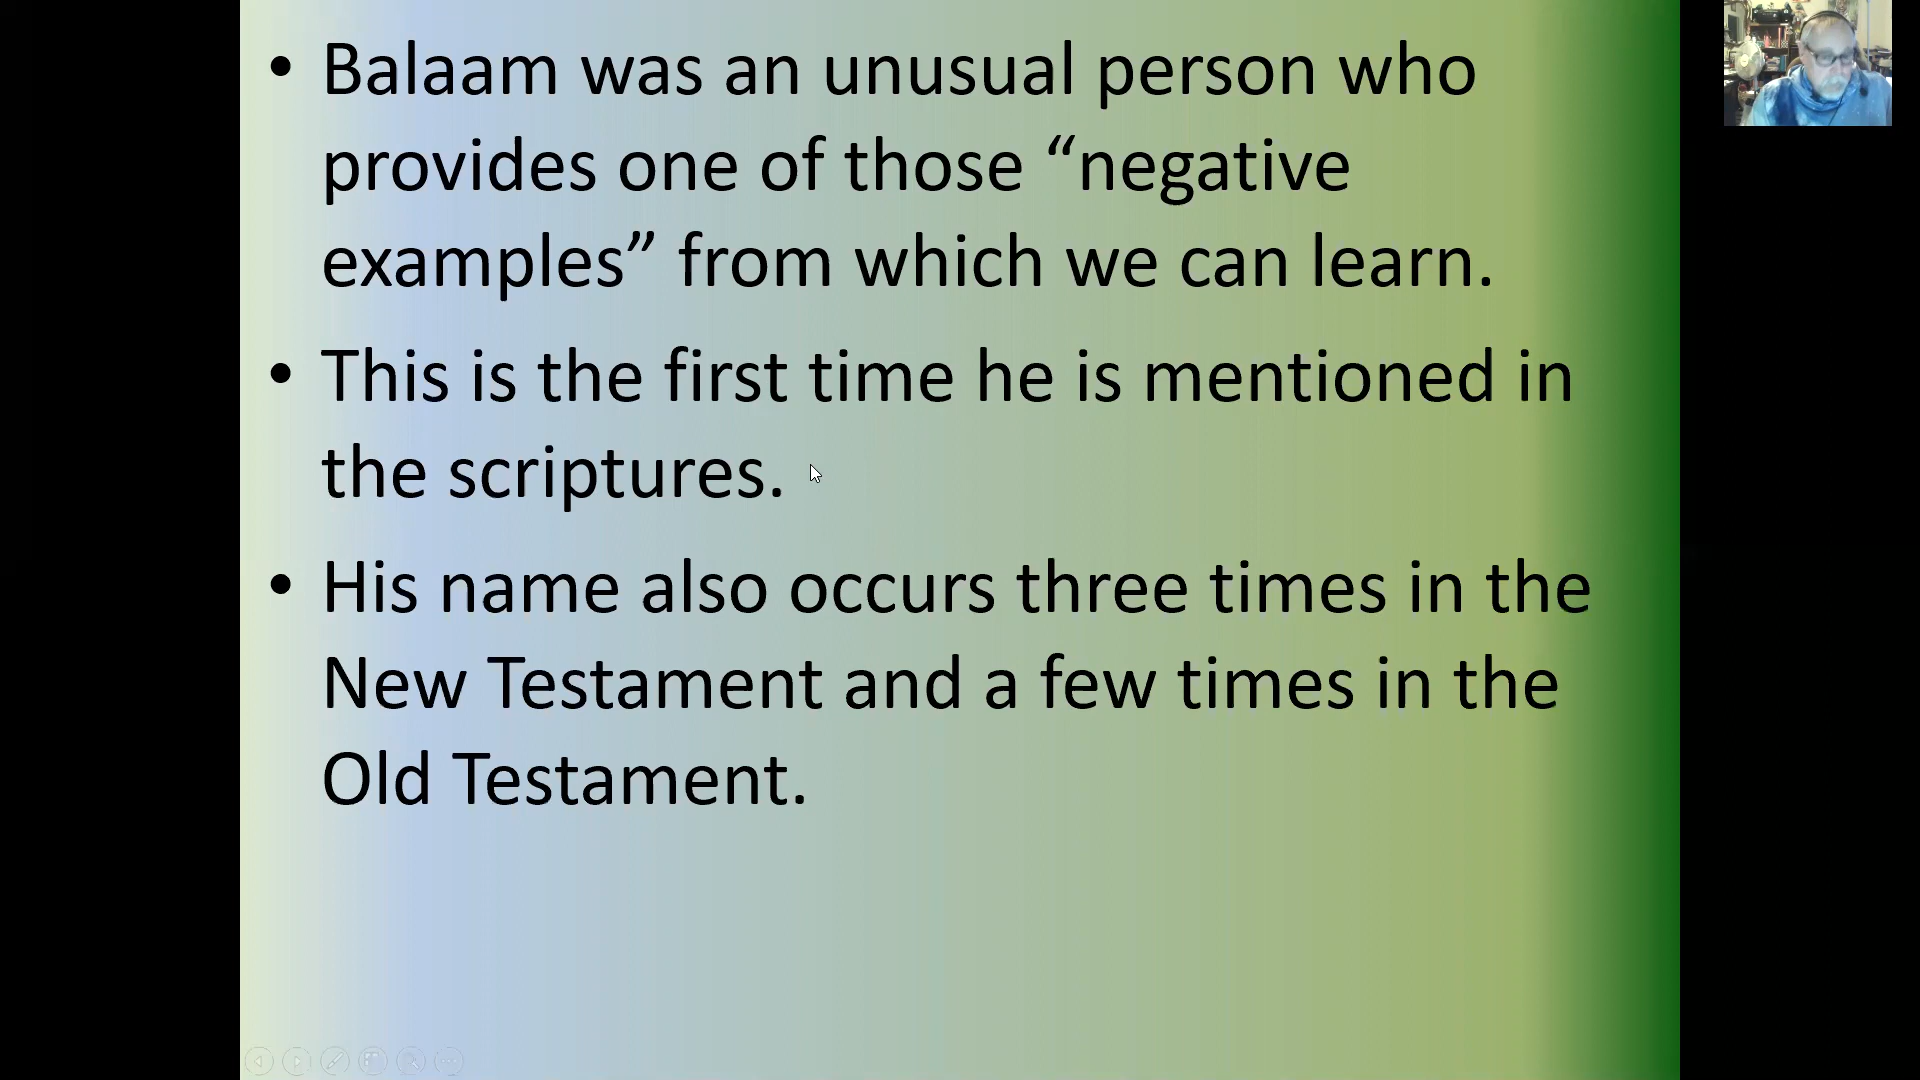 • Balaam was an unusual person who
provides one of those “negative
examples” from which we can learn.
• This is the first time he is mentioned in
the scriptures.
• His name also occurs three times in the
New Testament and a few times in the
Old Testament.